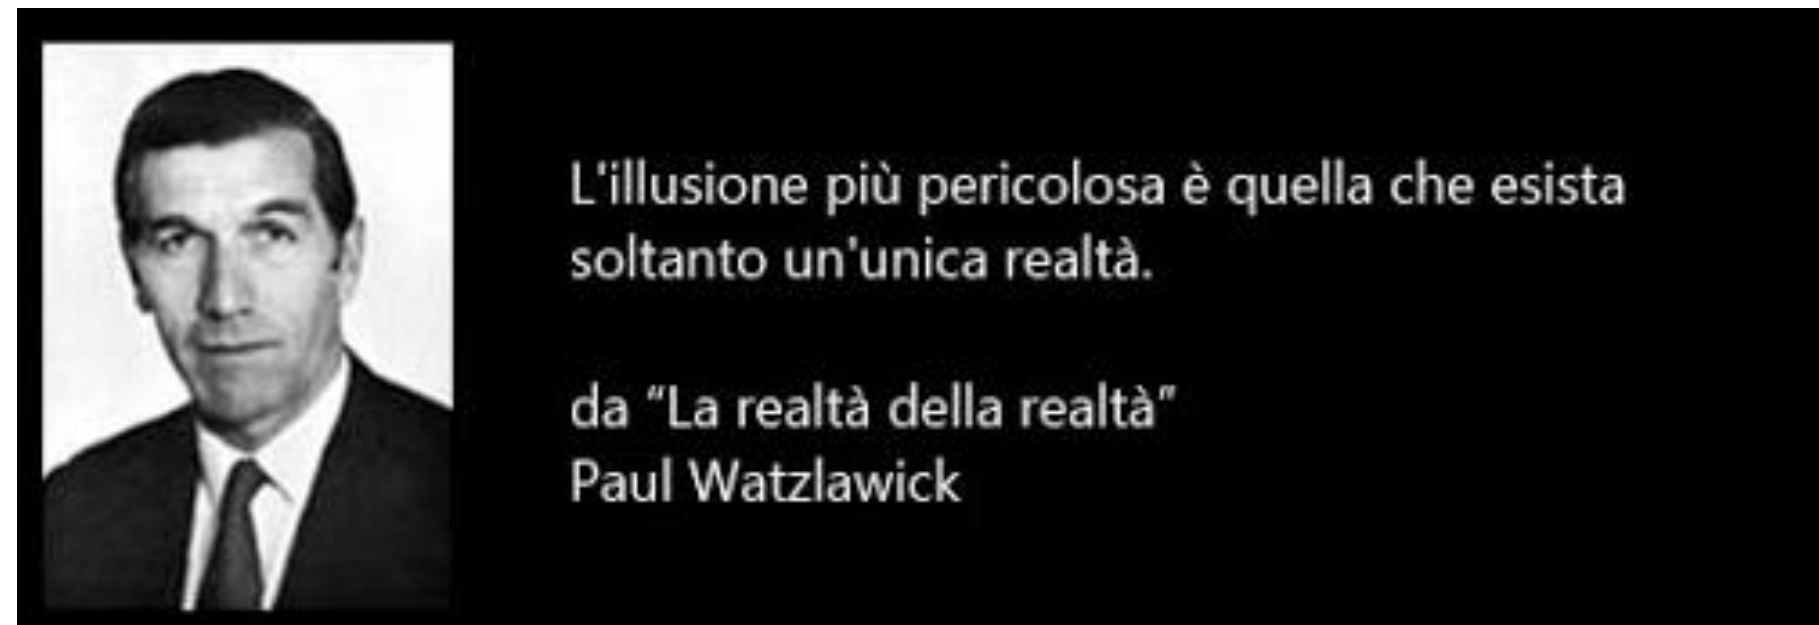 L'illusione più pericolosa è quella che esista
soltanto un'unica realtà.
da “La realtà della realtà”
Paul Watzlawick